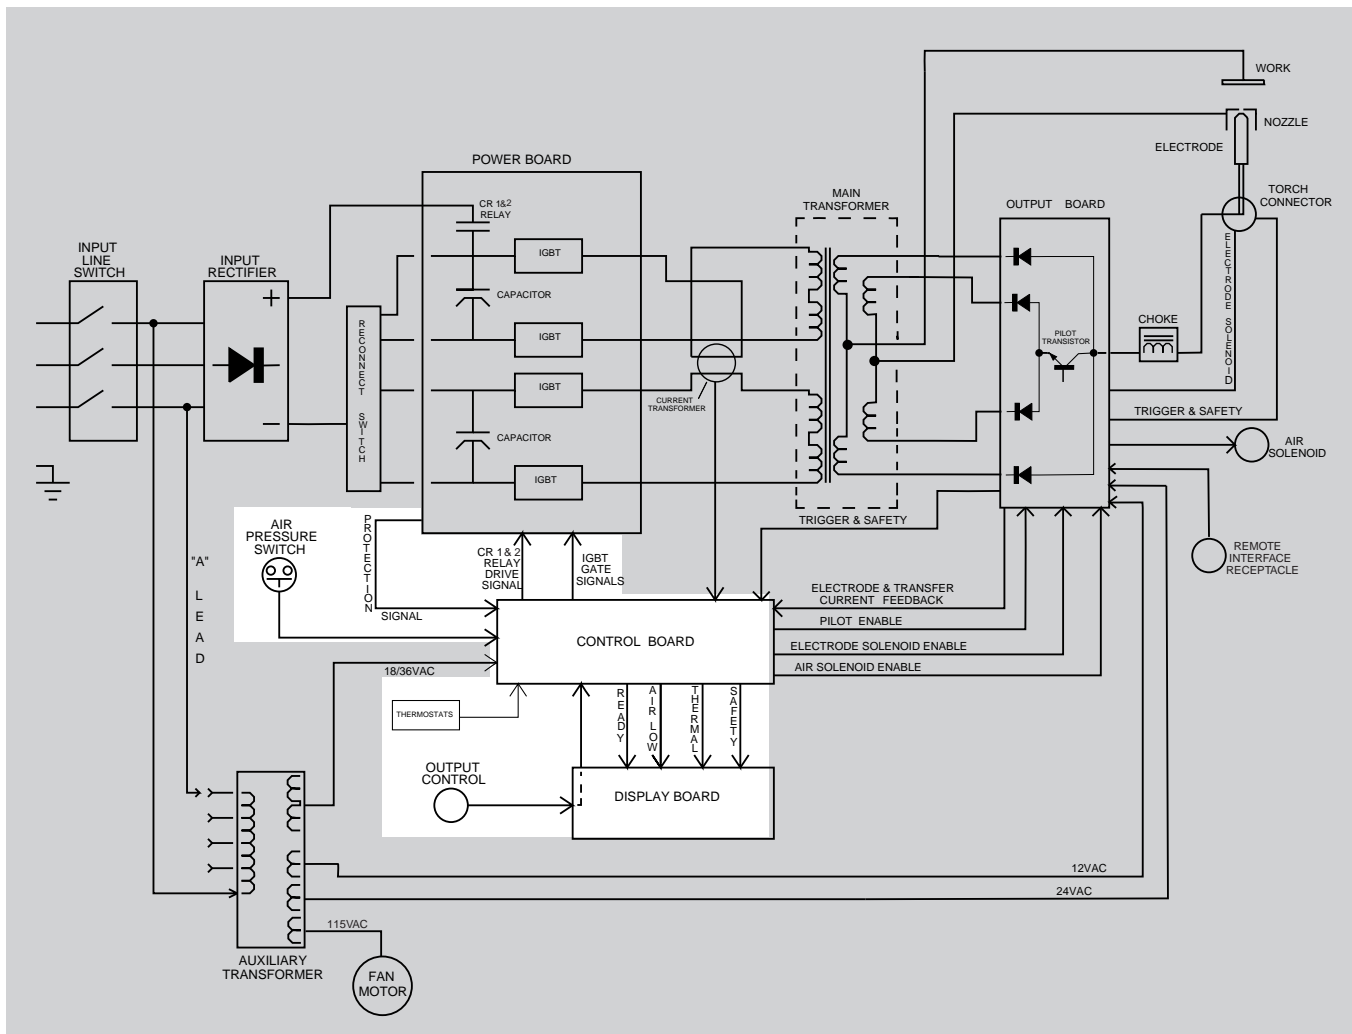 WORK
NOZZLE
ELECTRODE
POWER BOARD
TORCH
CONNECTOR
MAIN
TRANSFORMER
OUTPUT BOARD
CR 1&2
RELAY
INPUT
LINE
SWITCH
INPUT
RECTIFIER
+
−
IGBT
CAPACITOR
IGBT
IGBT
CAPACITOR
IGBT
RECONNECT SWITCH
CURRENT
TRANSFORMER
PILOT
TRANSISTOR
CHOKE
ELECTRODE SOLENOID
TRIGGER & SAFETY
AIR
SOLENOID
TRIGGER & SAFETY
REMOTE
INTERFACE
RECEPTACLE
AIR
PRESSURE
SWITCH
"A" LEAD
PROTECTION
SIGNAL
CR 1 & 2
RELAY
DRIVE
SIGNAL
IGBT
GATE
SIGNALS
ELECTRODE & TRANSFER
CURRENT FEEDBACK
PILOT ENABLE
ELECTRODE SOLENOID ENABLE
AIR SOLENOID ENABLE
CONTROL BOARD
18/36VAC
THERMOSTATS
READY
AIR LOW
THERMAL
SAFETY
OUTPUT
CONTROL
DISPLAY BOARD
12VAC
24VAC
115VAC
AUXILIARY
TRANSFORMER
FAN
MOTOR